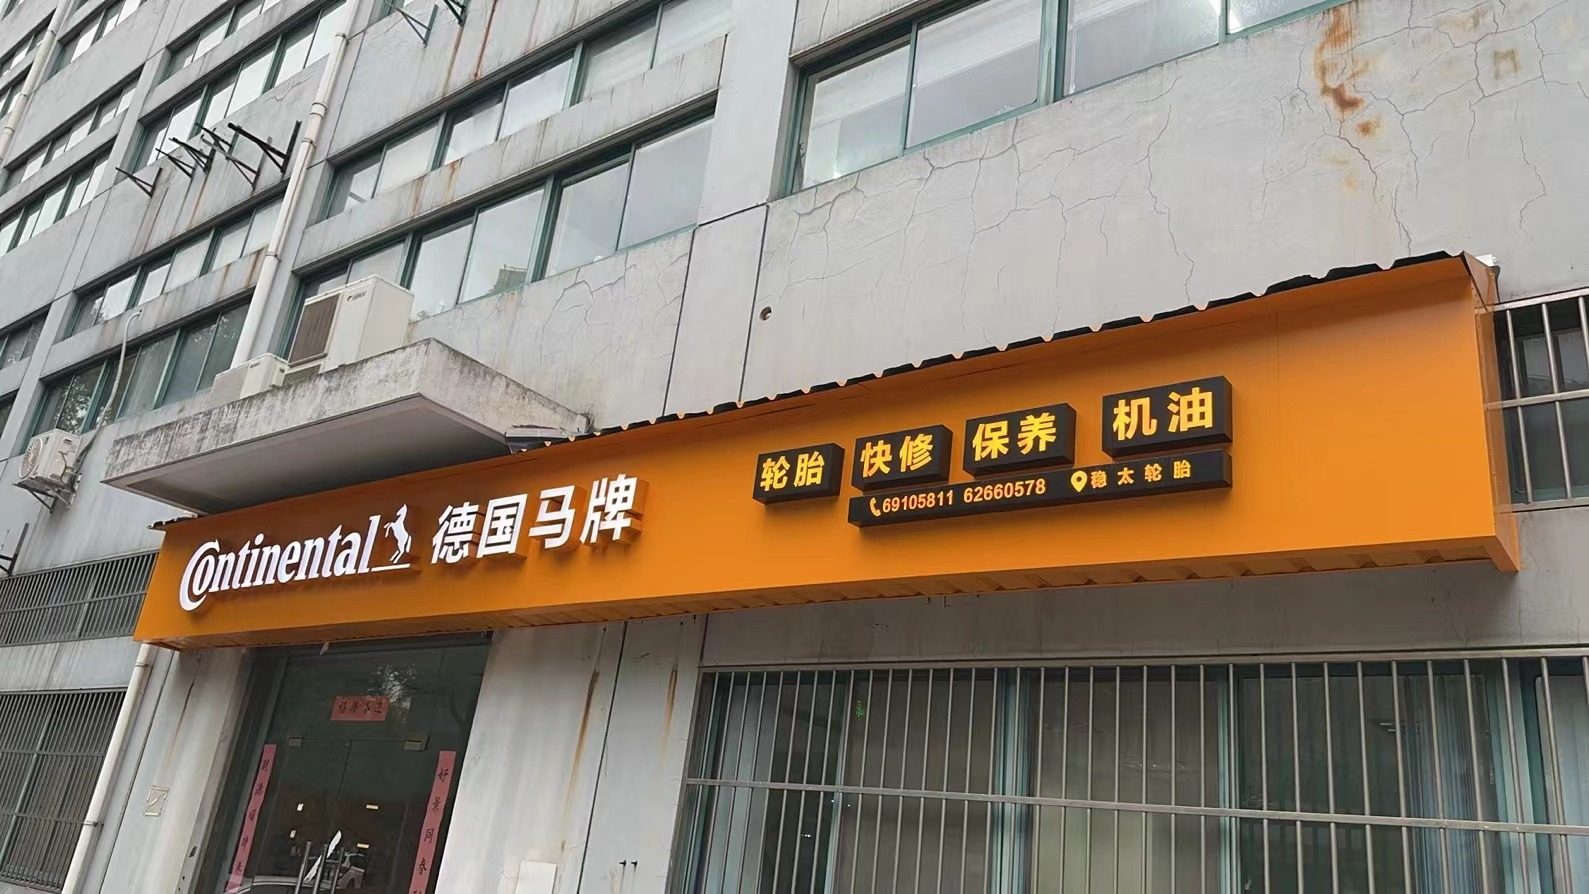 Continental 德国马牌
轮胎 快修 保养 机油
69105811 62660578 稳太轮胎